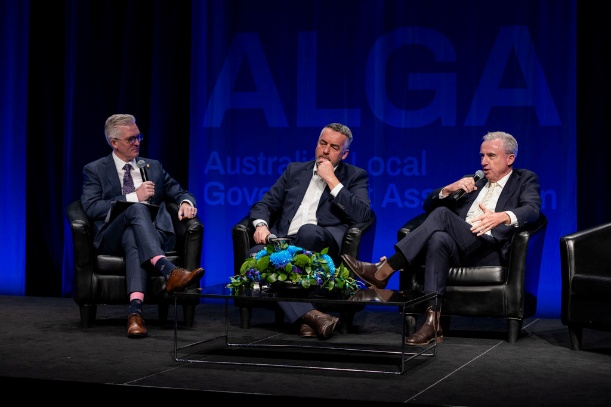 ALGA
Australian Local
Government Association